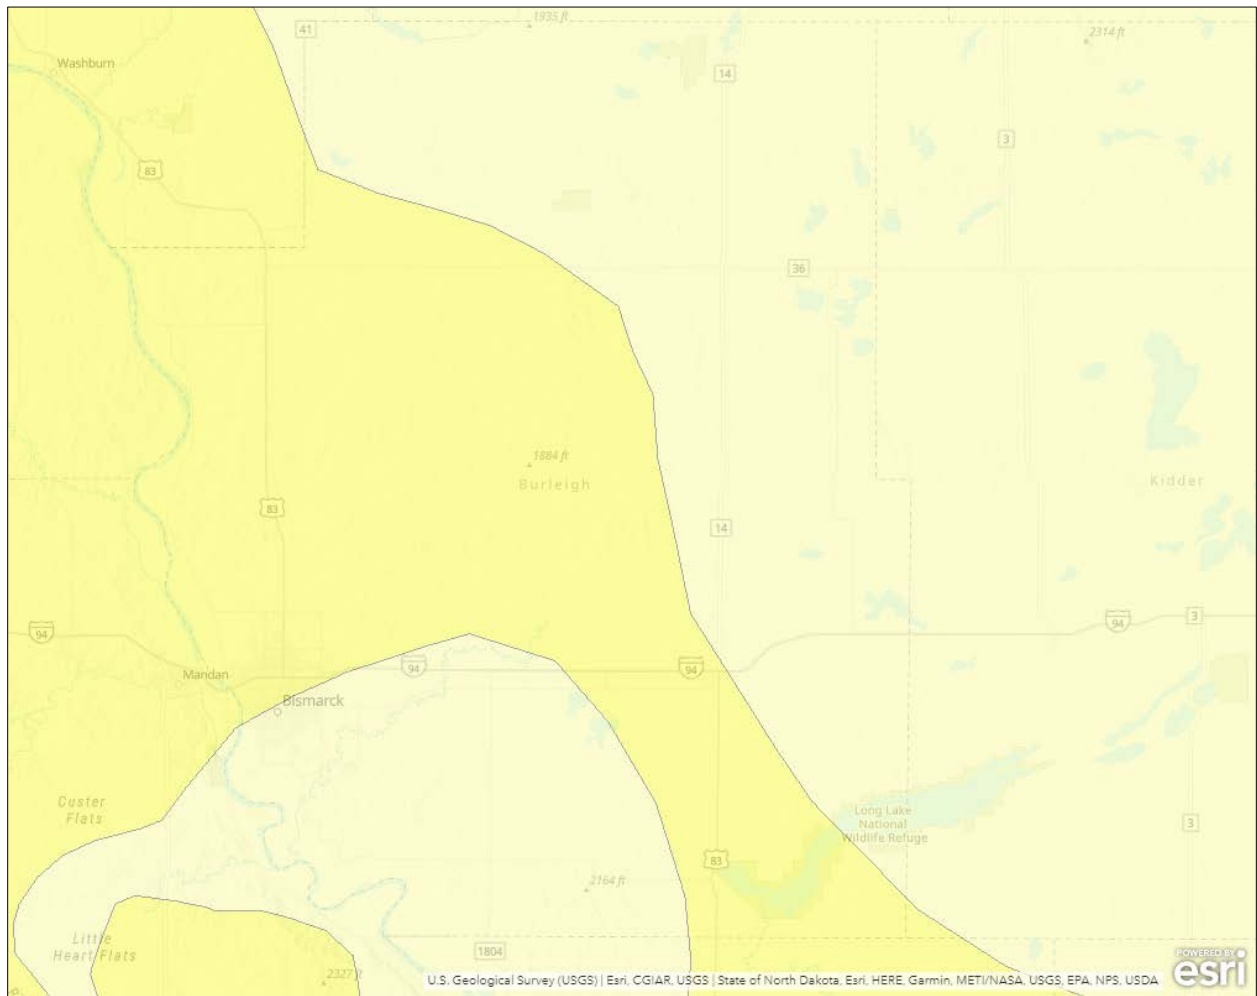 1935 ft
41
2314 ft
Washburn
14
3
83
36
1884 ft
Burleigh
Kidder
83
14
94
94
3
94
94
Mandan
Bismarck
Custer
Flats
Long Lake
National
Wildlife Refuge
3
83
2164 ft
Little
Heart Flats
1804
2327 ft
POWERED BY
esri
U.S. Geological Survey (USGS) | Esri, CGIAR, USGS | State of North Dakota, Esri, HERE, Garmin, METI/NASA, USGS, EPA, NPS, USDA